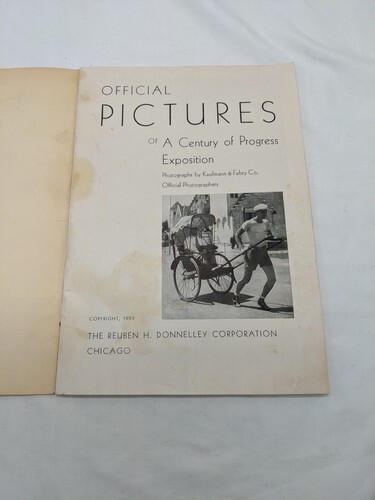 OFFICIAL
PICTURES
OF A Century of Progress
Exposition
Photographs by Kaufmann & Fabry Co.
Official Photographers
COPYRIGHT, 1933
THE REUBEN H. DONNELLEY CORPORATION
CHICAGO